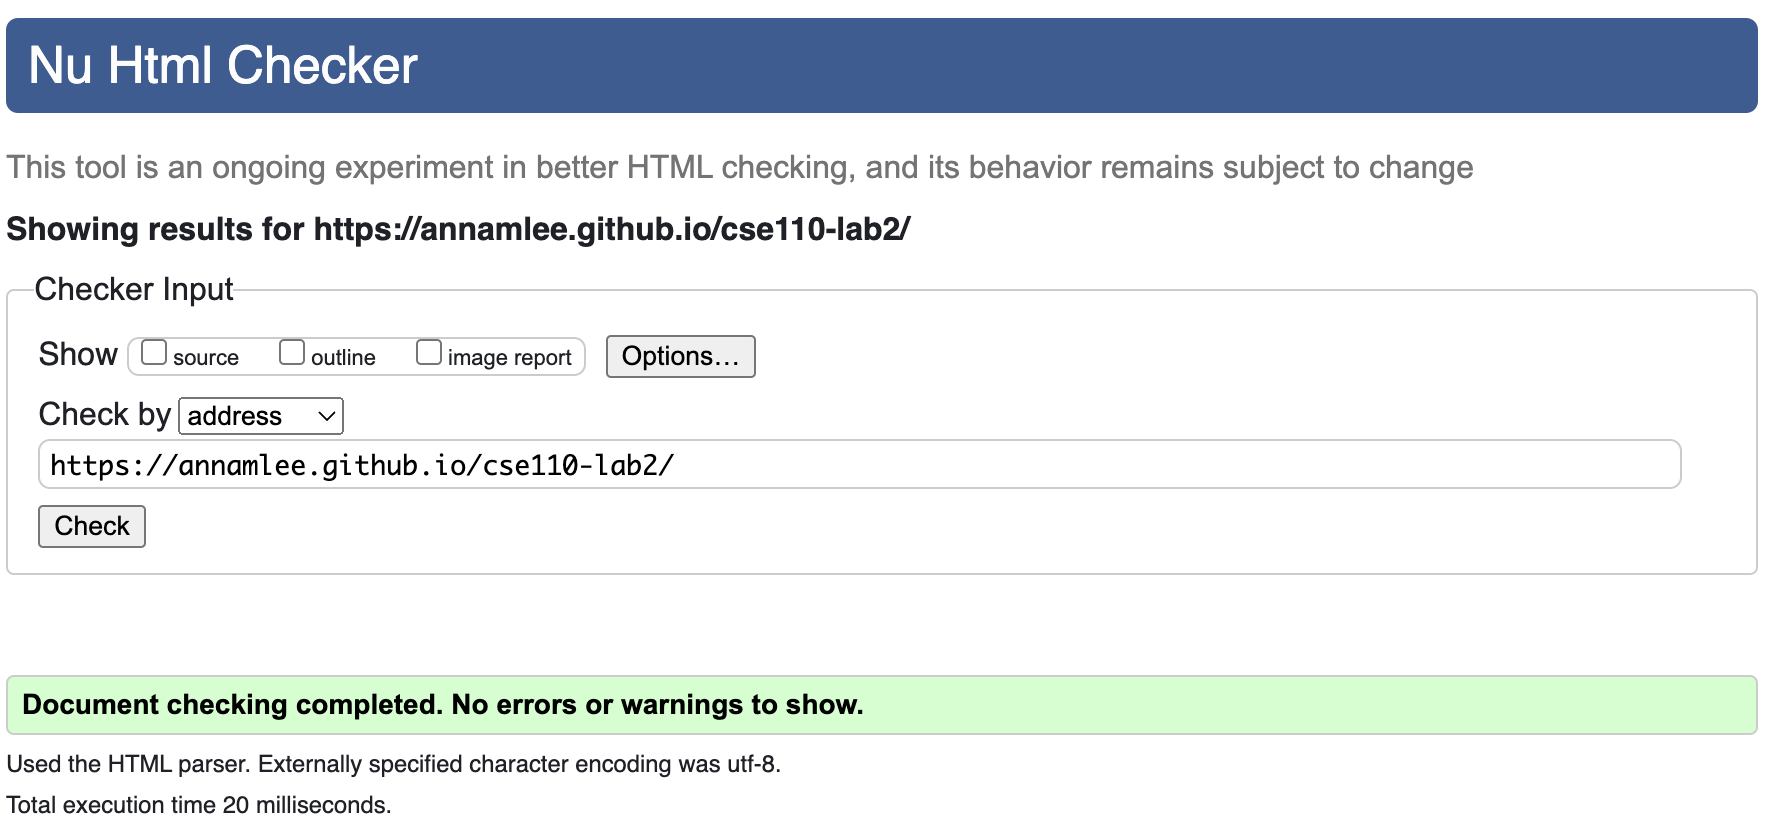 Nu Html Checker
This tool is an ongoing experiment in better HTML checking, and its behavior remains subject to change
Showing results for https://annamlee.github.io/cse110-lab2/
Checker Input
Show source outline image report Options…
Check by address
https://annamlee.github.io/cse110-lab2/
Check
Document checking completed. No errors or warnings to show.
Used the HTML parser. Externally specified character encoding was utf-8.
Total execution time 20 milliseconds.